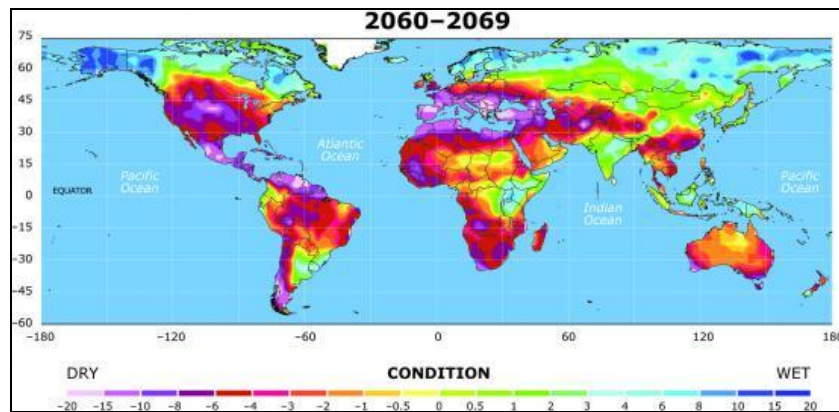 2060–2069
75
60
45
30
15
0
−15
−30
−45
−60
EQUATOR
Pacific
Ocean
Atlantic
Ocean
Indian
Ocean
Pacific
Ocean
−180 −120 −60 0 60 120 180
DRY CONDITION WET
−20 −15 −10 −8 −6 −4 −3 −2 −1 −0.5 0 0.5 1 2 3 4 6 8 10 15 20